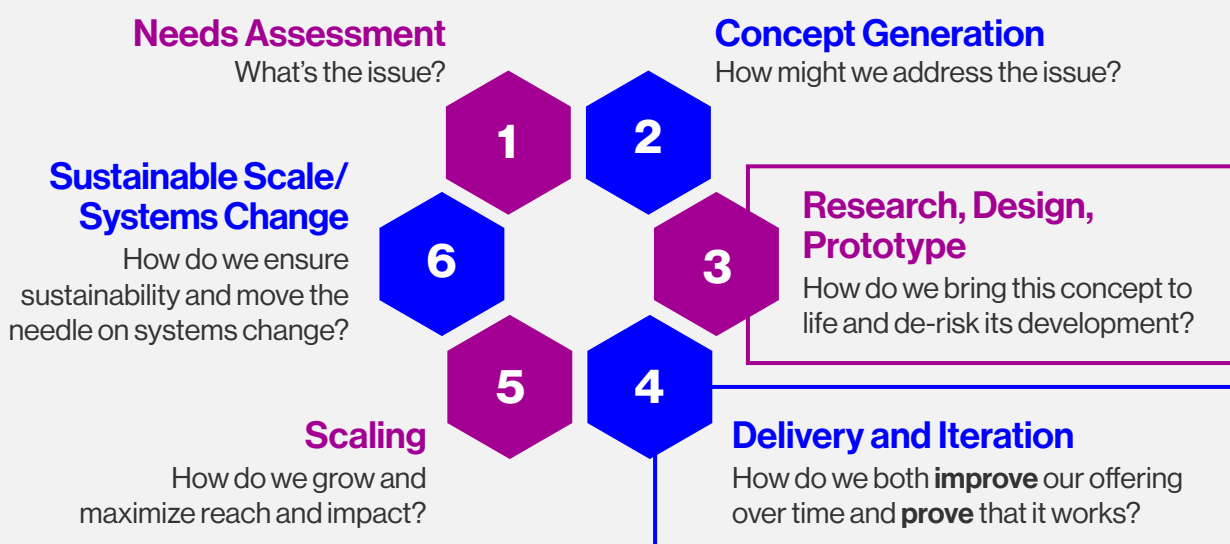 Needs Assessment
What's the issue?
1
2
Concept Generation
How might we address the issue?
3
Research, Design,
Prototype
How do we bring this concept to
life and de-risk its development?
4
Delivery and Iteration
How do we both improve our offering
over time and prove that it works?
5
Scaling
How do we grow and
maximize reach and impact?
6
Sustainable Scale/
Systems Change
How do we ensure
sustainability and move the
needle on systems change?